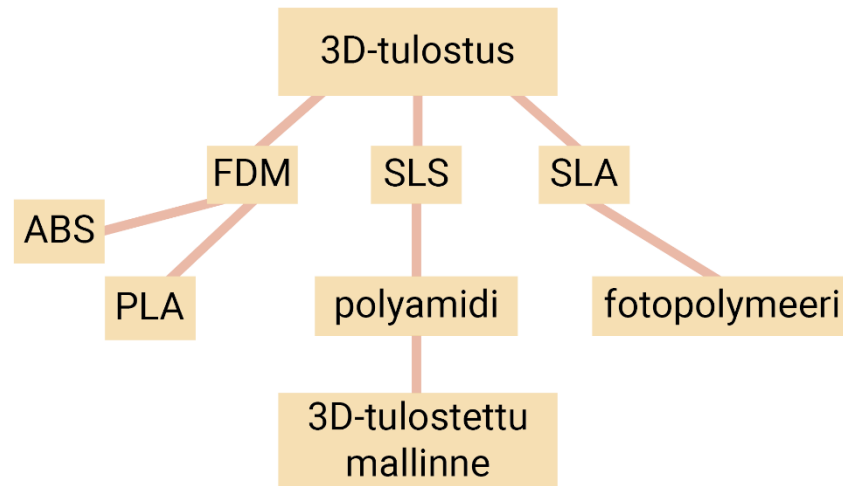 3D-tulostus
FDM
SLS
SLA
ABS
PLA
polyamidi
fotopolymeeri
3D-tulostettu
mallinne